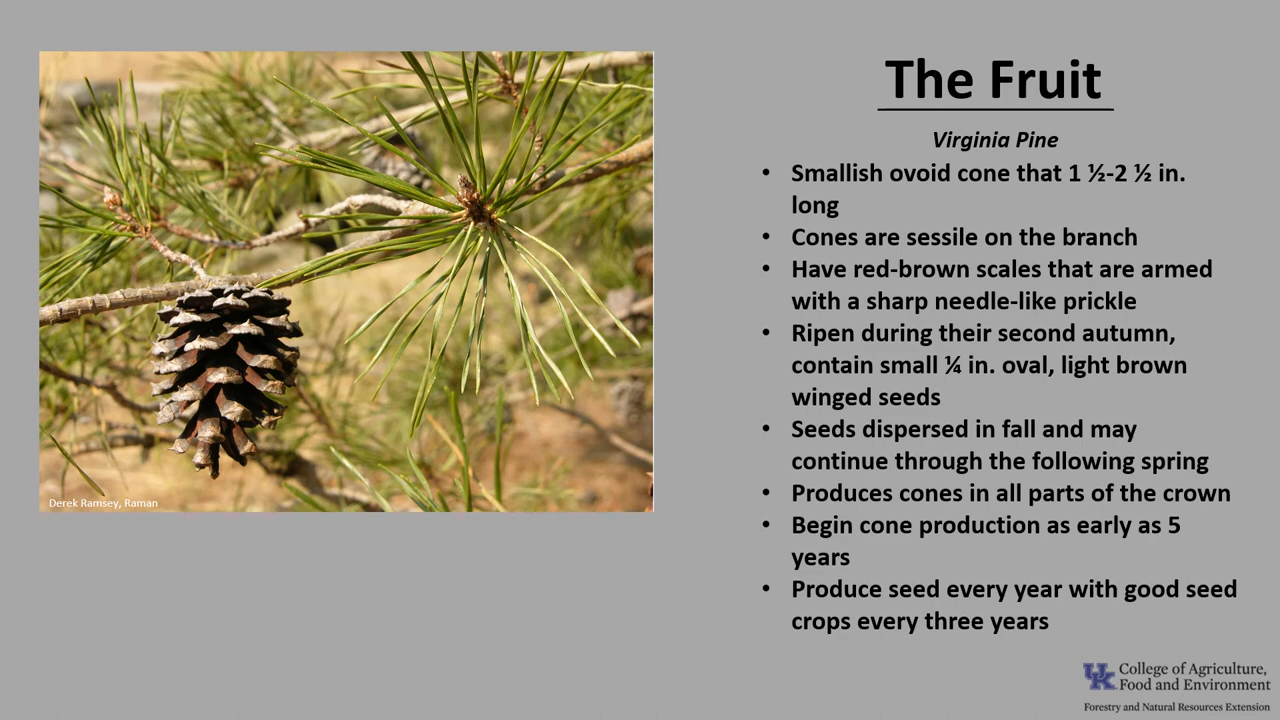 The Fruit
Virginia Pine
• Smallish ovoid cone that 1 ½-2 ½ in.
long
• Cones are sessile on the branch
• Have red-brown scales that are armed
with a sharp needle-like prickle
• Ripen during their second autumn,
contain small ¼ in. oval, light brown
winged seeds
• Seeds dispersed in fall and may
continue through the following spring
• Produces cones in all parts of the crown
• Begin cone production as early as 5
years
• Produce seed every year with good seed
crops every three years
Derek Ramsey, Raman
UK College of Agriculture,
Food and Environment
Forestry and Natural Resources Extension